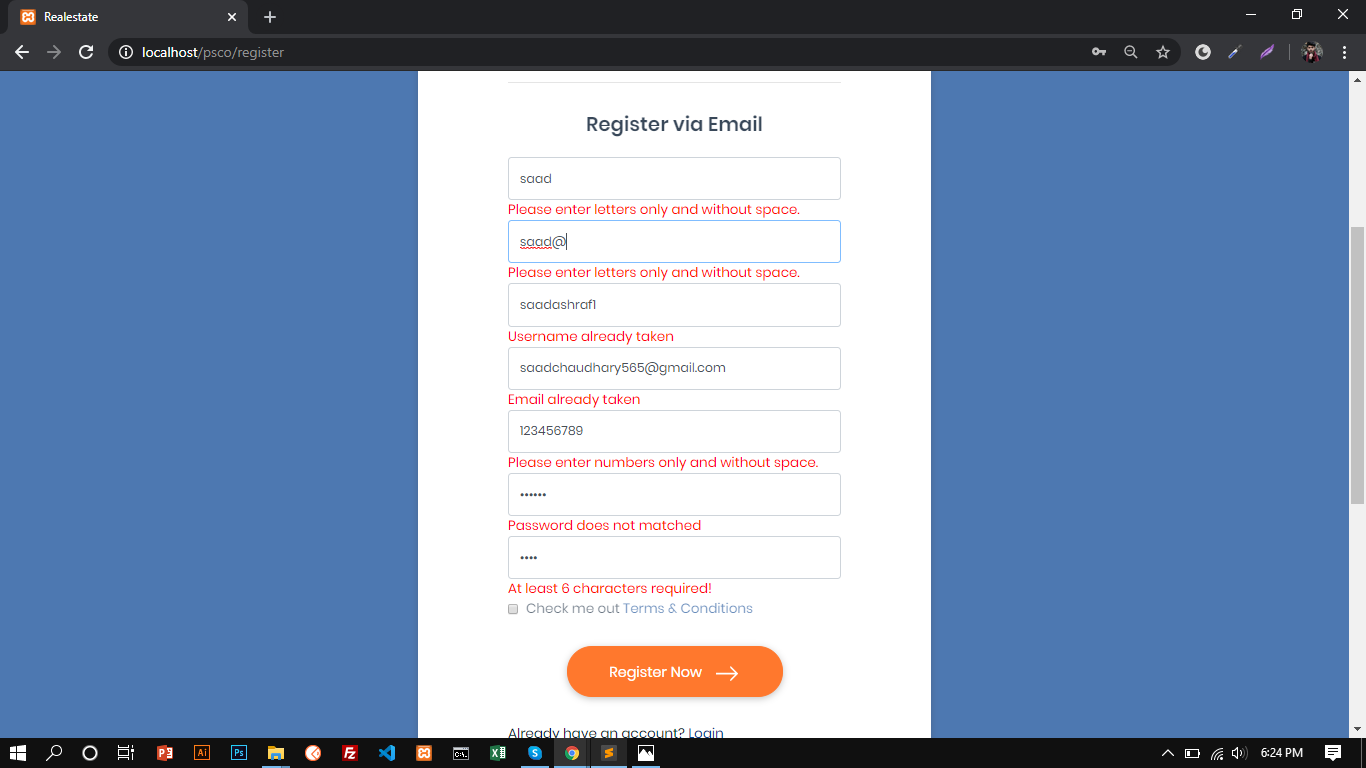 Realestate
localhost/psco/register
Register via Email
saad
Please enter letters only and without space.
saad@
Please enter letters only and without space.
saadashraf1
Username already taken
saadchaudhary565@gmail.com
Email already taken
123456789
Please enter numbers only and without space.
••••••
Password does not matched
••••
At least 6 characters required!
Check me out Terms & Conditions
Register Now
Already have an account? Login
6:24 PM